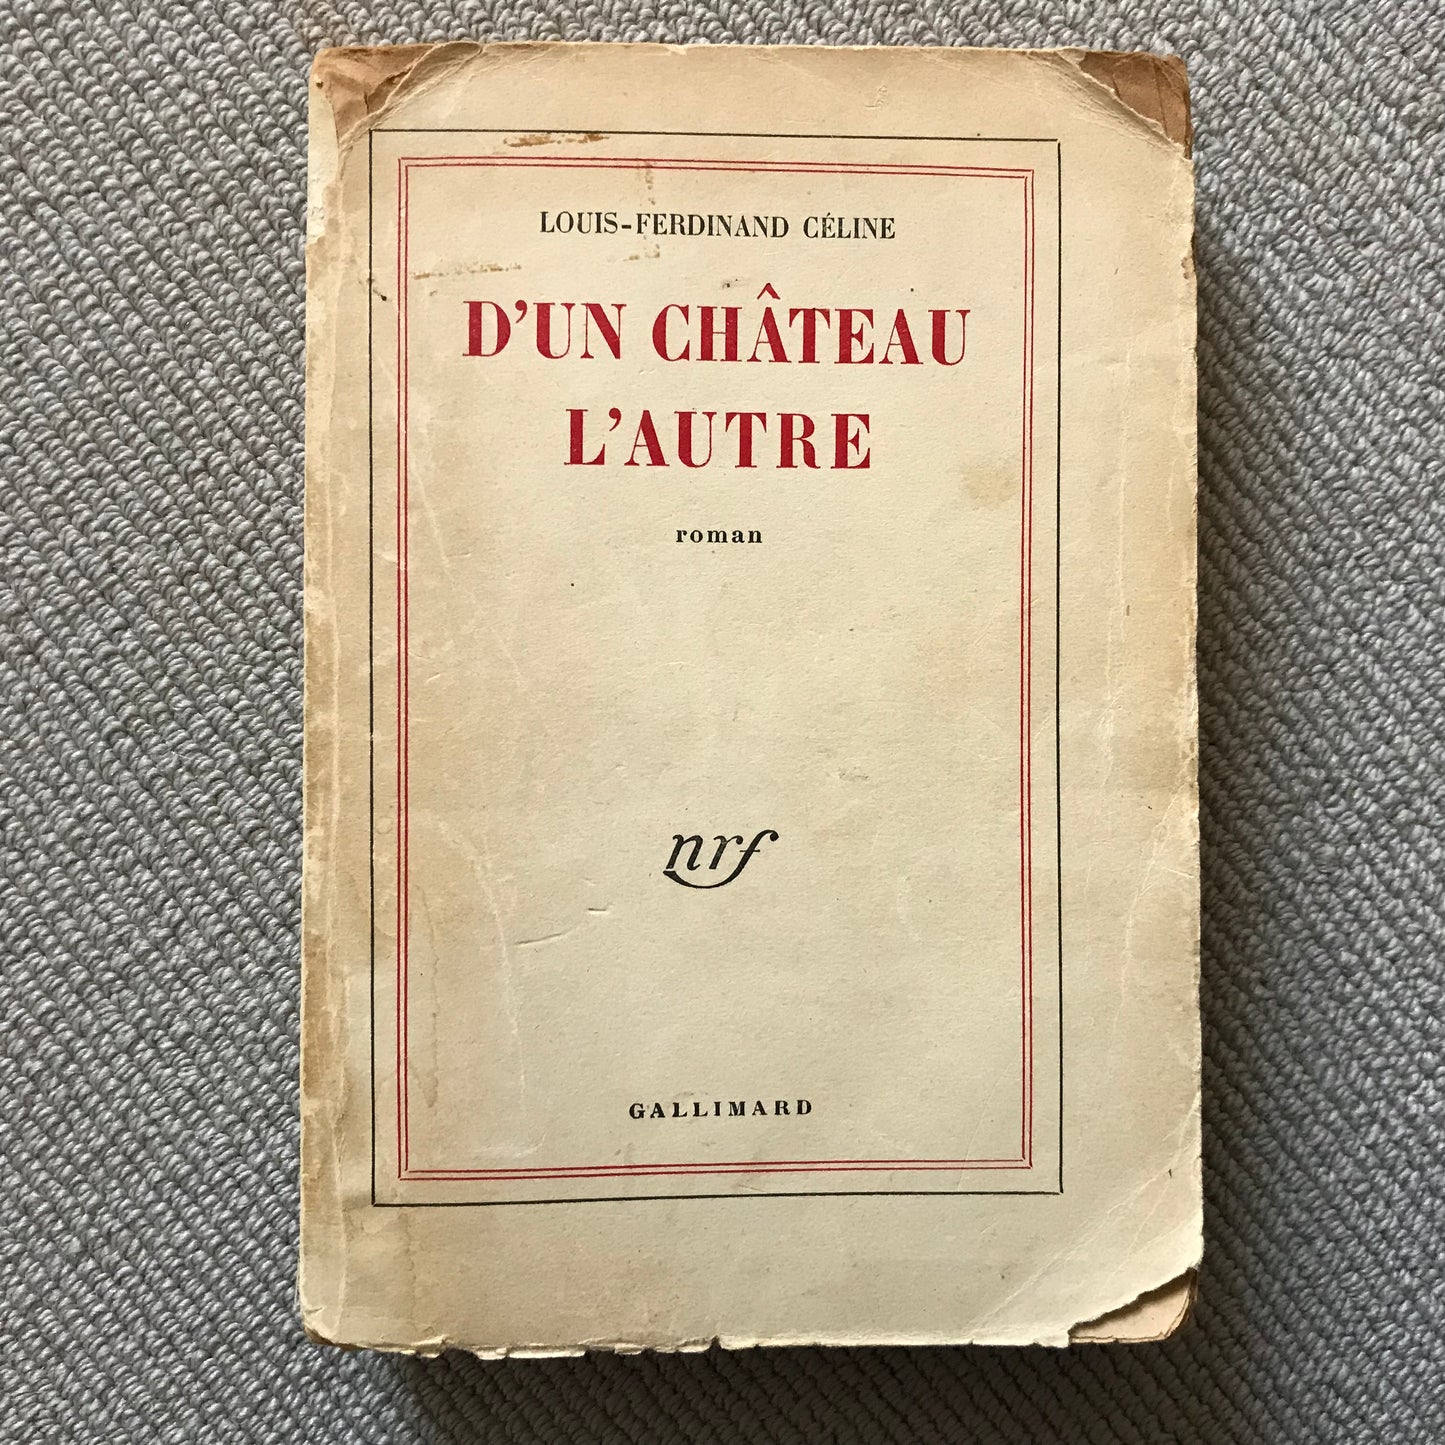 LOUIS-FERDINAND CÉLINE
D'UN CHÂTEAU
L'AUTRE
roman
nrf
GALLIMARD